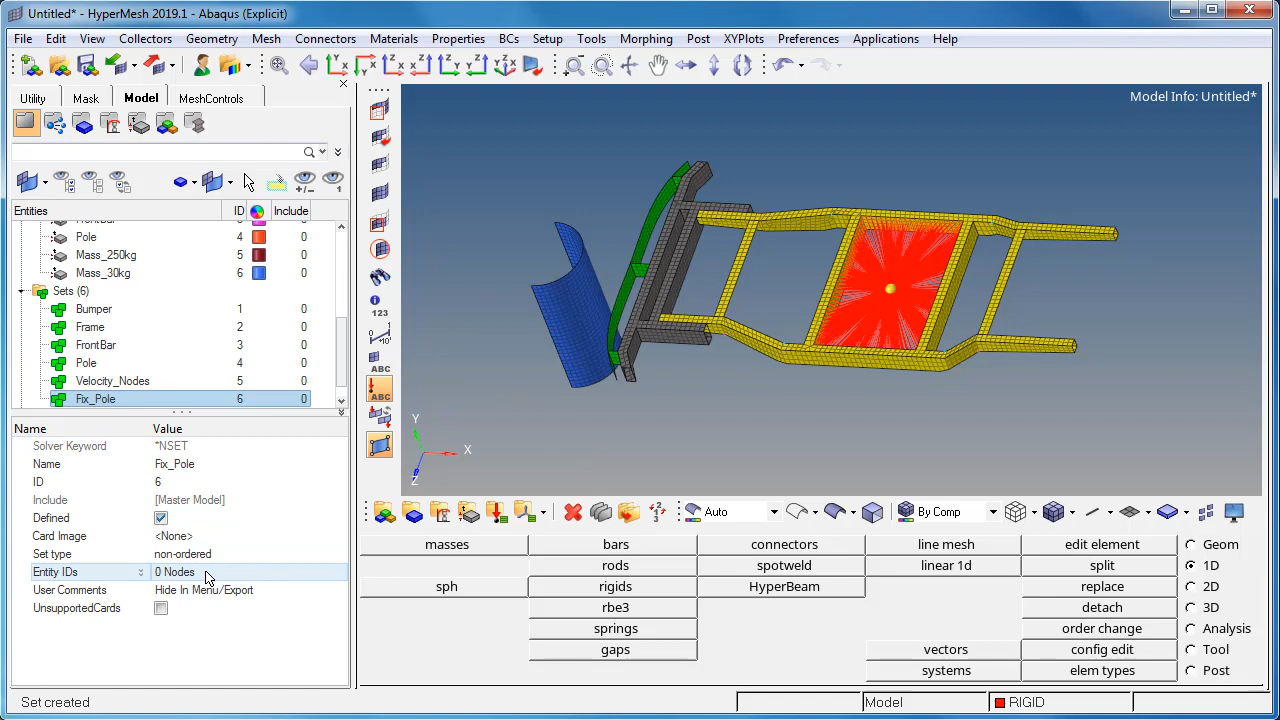 Untitled* - HyperMesh 2019.1 - Abaqus (Explicit)
File Edit View Collectors Geometry Mesh Connectors Materials Properties BCs Setup Tools Morphing Post XYPlots Preferences Applications Help
Utility Mask Model MeshControls
Model Info: Untitled*
Entities ID Include
FrontBar 0
Pole 4 0
Mass_250kg 5 0
Mass_30kg 6 0
Sets (6)
Bumper 1 0
Frame 2 0
FrontBar 3 0
Pole 4 0
Velocity_Nodes 5 0
Fix_Pole 6 0
Name Value
Solver Keyword *NSET
Name Fix_Pole
ID 6
Include [Master Model]
Defined
Card Image <None>
Set type non-ordered
Entity IDs 0 Nodes
User Comments Hide In Menu/Export
UnsupportedCards
123
ABC
ABC
Y
X
Z
Auto By Comp
masses bars connectors line mesh edit element Geom
rods spotweld linear 1d split 1D
sph rigids HyperBeam replace 2D
rbe3 detach 3D
springs order change Analysis
gaps vectors config edit Tool
systems elem types Post
Set created Model RIGID